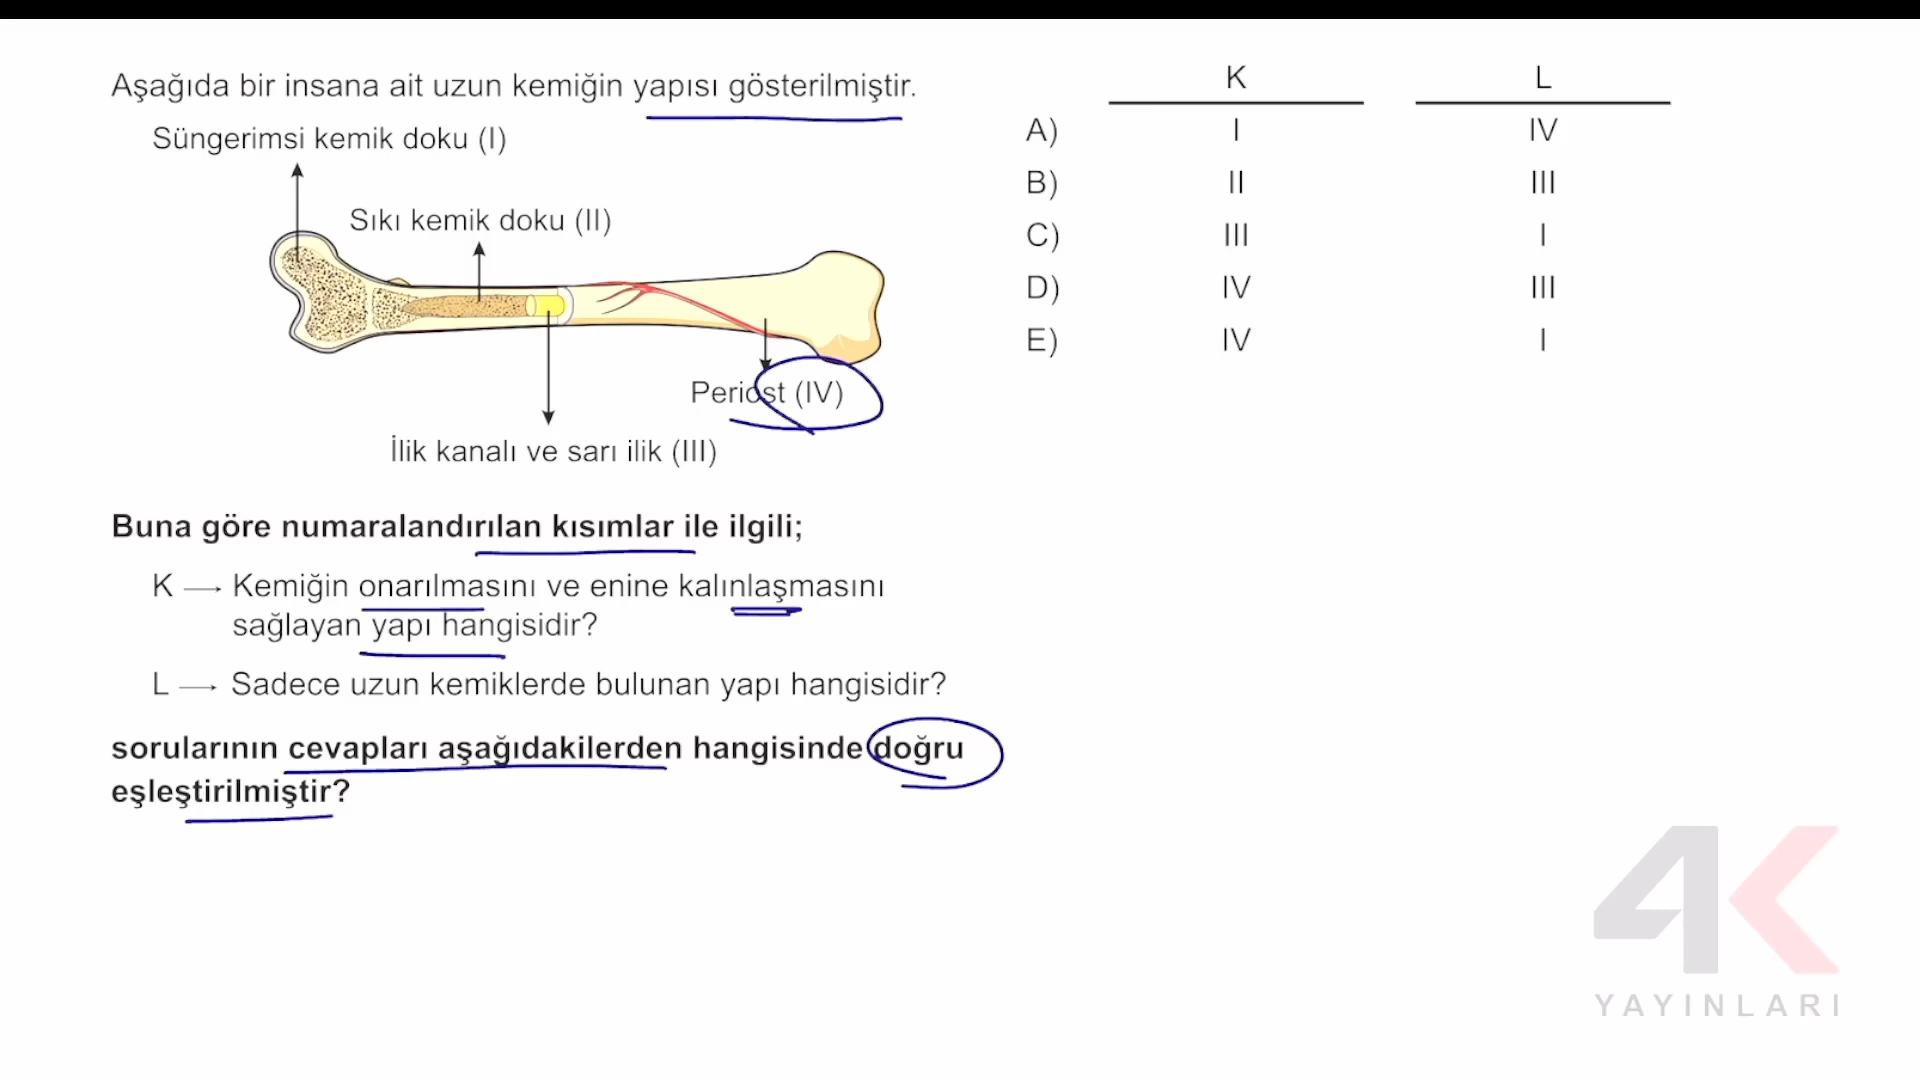 Aşağıda bir insana ait uzun kemiğin yapısı gösterilmiştir.
Süngerimsi kemik doku (I)
Sıkı kemik doku (II)
Periost (IV)
İlik kanalı ve sarı ilik (III)
Buna göre numaralandırılan kısımlar ile ilgili;
K → Kemiğin onarılmasını ve enine kalınlaşmasını
sağlayan yapı hangisidir?
L → Sadece uzun kemiklerde bulunan yapı hangisidir?
sorularının cevapları aşağıdakilerden hangisinde doğru
eşleştirilmiştir?
K L
A) I IV
B) II III
C) III I
D) IV III
E) IV I
4K
YAYINLARI